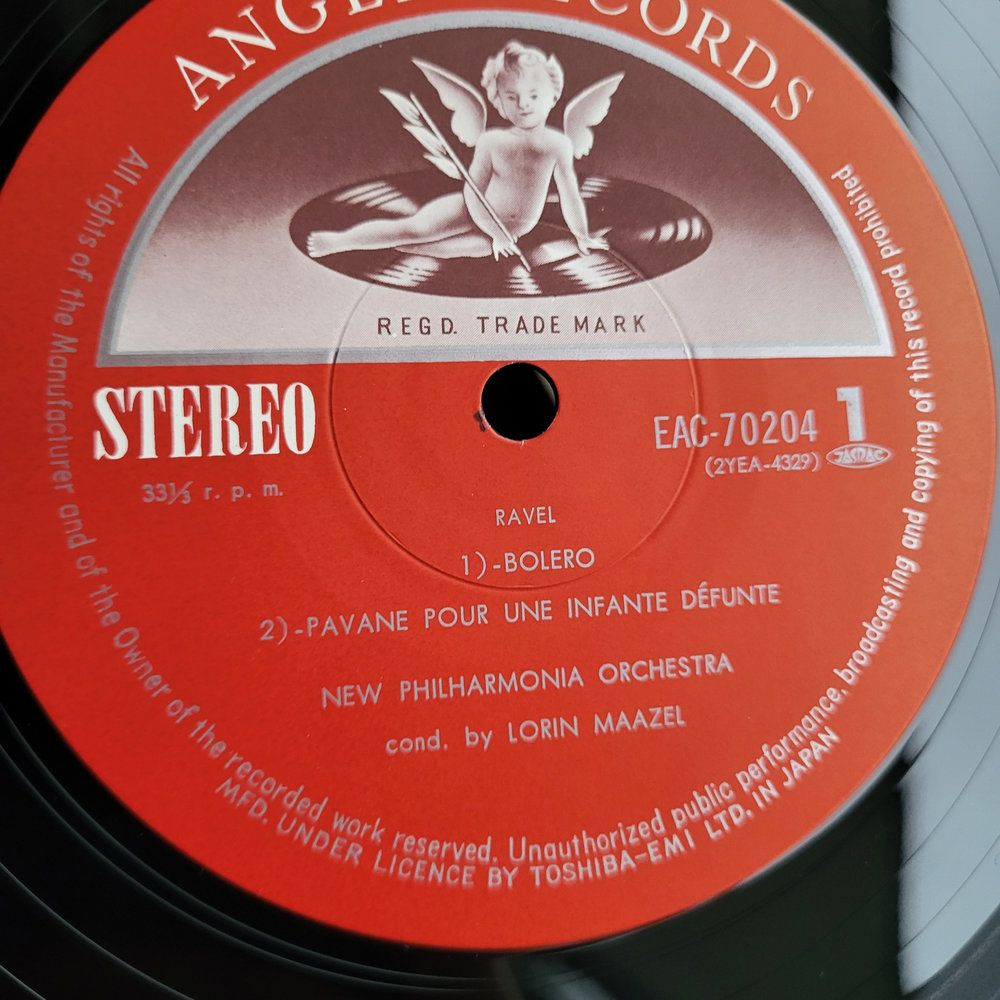 ANGEL RECORDS
REGD. TRADE MARK
STEREO
33⅓ r. p. m.
EAC-70204 1
(2YEA-4329) JASRAC
RAVEL
1)-BOLERO
2)-PAVANE POUR UNE INFANTE DÉFUNTE
NEW PHILHARMONIA ORCHESTRA
cond. by LORIN MAAZEL
All rights of the Manufacturer and of the Owner of the recorded work reserved. Unauthorized public performance, broadcasting and copying of this record prohibited
MFD. UNDER LICENCE BY TOSHIBA-EMI LTD. IN JAPAN